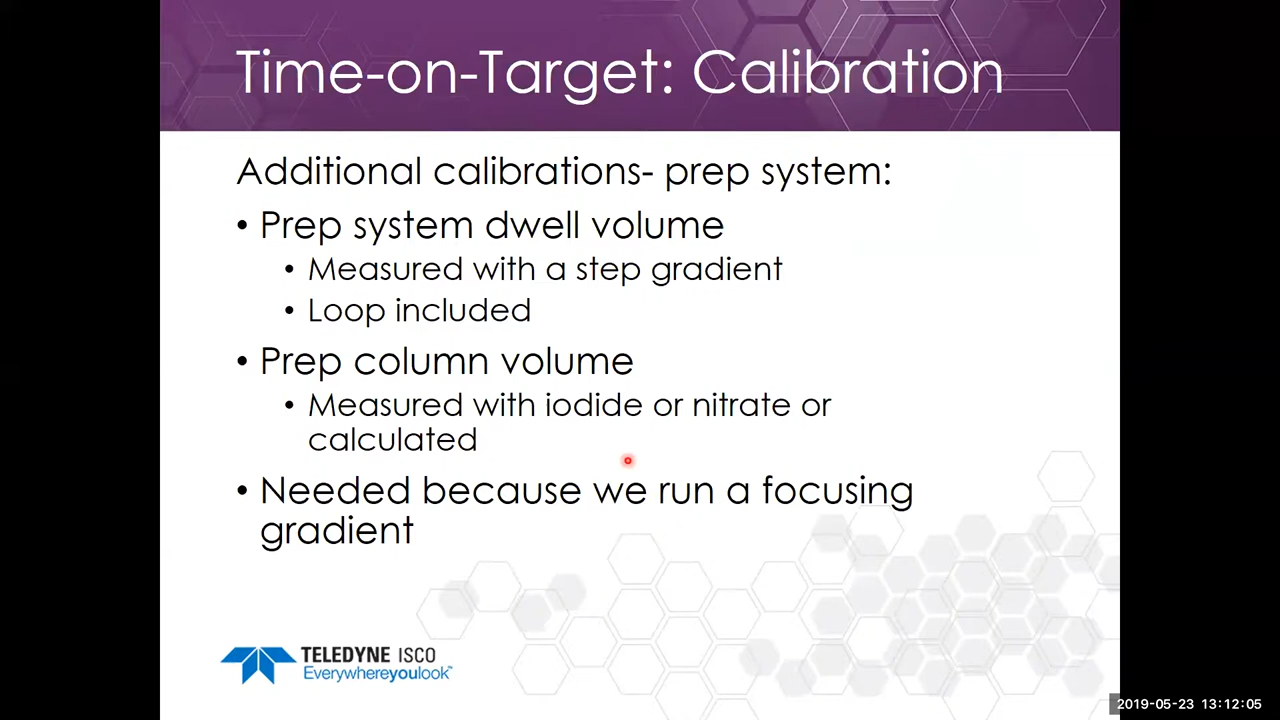 Time-on-Target: Calibration
Additional calibrations- prep system:
• Prep system dwell volume
• Measured with a step gradient
• Loop included
• Prep column volume
• Measured with iodide or nitrate or
calculated
• Needed because we run a focusing
gradient
TELEDYNE ISCO
Everywhereyoulook™
2019-05-23 13:12:05